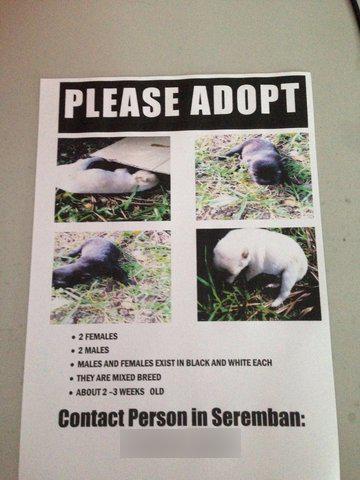 PLEASE ADOPT
• 2 FEMALES
• 2 MALES
• MALES AND FEMALES EXIST IN BLACK AND WHITE EACH
• THEY ARE MIXED BREED
• ABOUT 2 -3 WEEKS OLD
Contact Person in Seremban: